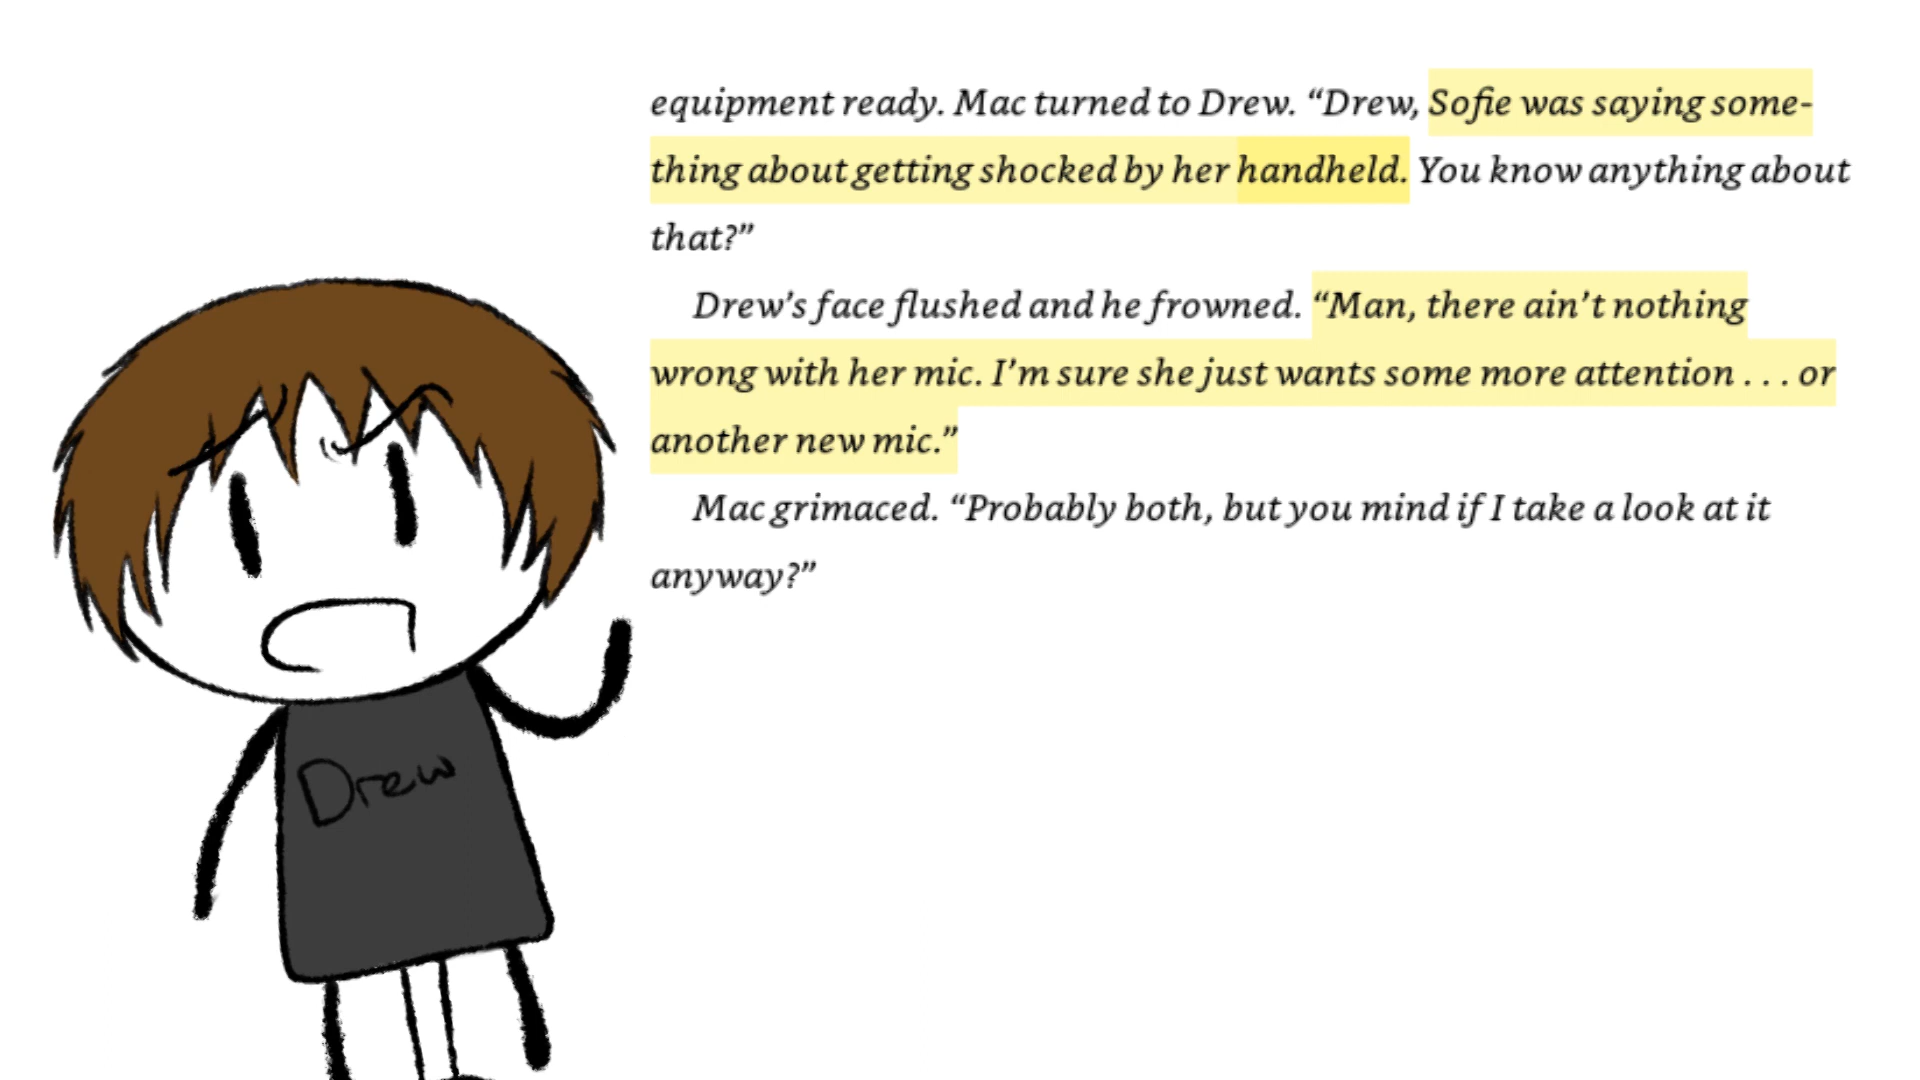 equipment ready. Mac turned to Drew. “Drew, Sofie was saying some-
thing about getting shocked by her handheld. You know anything about
that?”
Drew’s face flushed and he frowned. “Man, there ain’t nothing
wrong with her mic. I’m sure she just wants some more attention . . . or
another new mic.”
Mac grimaced. “Probably both, but you mind if I take a look at it
anyway?”
Drew